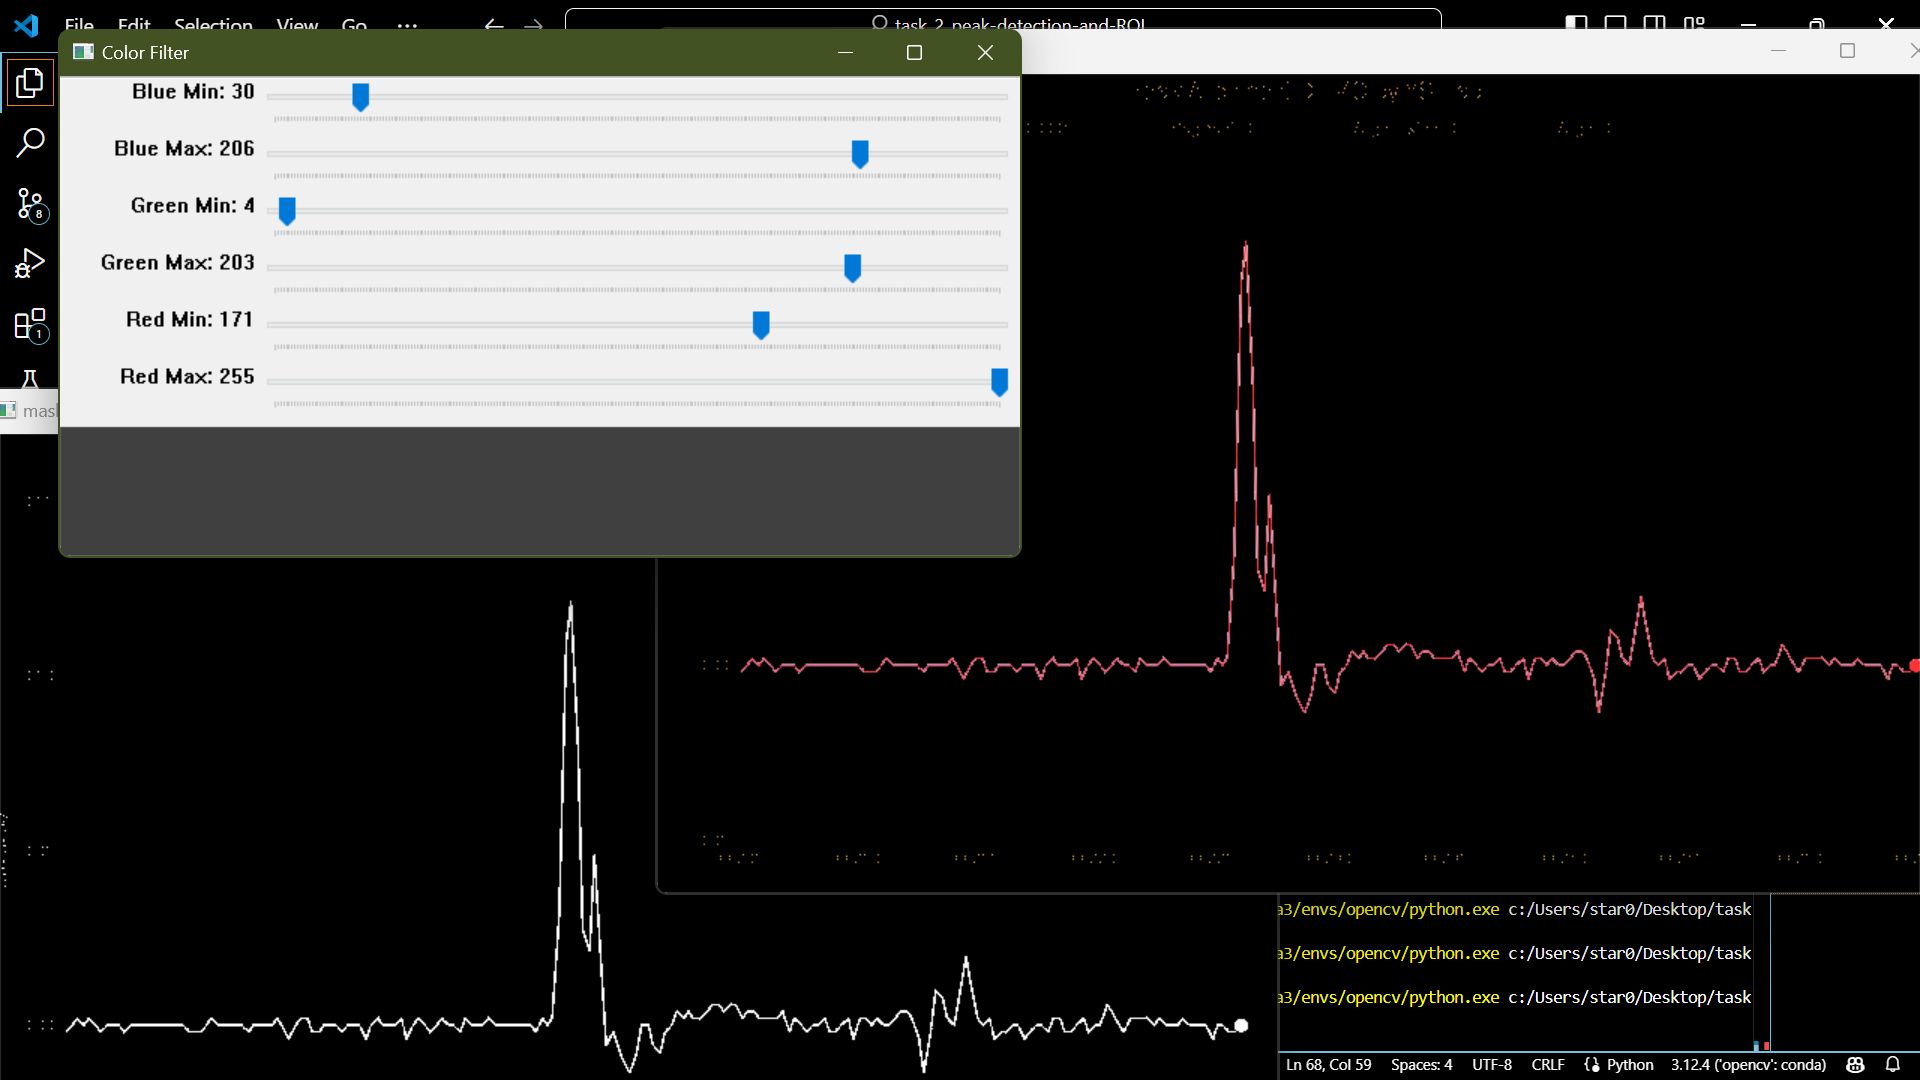 File Edit Selection View Go ...
task_2_peak-detection-and-ROI
Color Filter
Blue Min: 30
Blue Max: 206
Green Min: 4
Green Max: 203
Red Min: 171
Red Max: 255
8
1
a3/envs/opencv/python.exe c:/Users/star0/Desktop/task
a3/envs/opencv/python.exe c:/Users/star0/Desktop/task
a3/envs/opencv/python.exe c:/Users/star0/Desktop/task
Ln 68, Col 59 Spaces: 4 UTF-8 CRLF {} Python 3.12.4 ('opencv': conda)